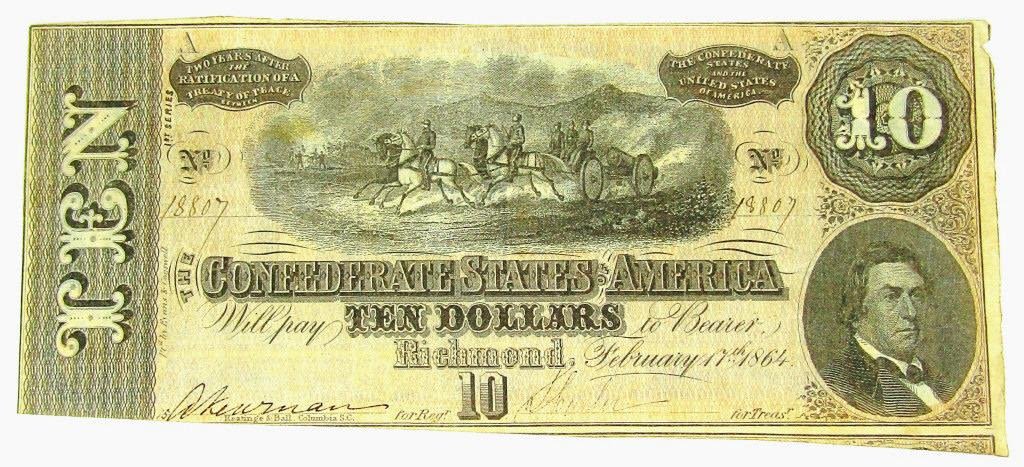 A
A
TWO YEARS AFTER
THE
RATIFICATION OF A
TREATY OF PEACE
BETWEEN
THE CONFEDERATE
STATES
AND THE
UNITED STATES
OF AMERICA.
10
TEN
1ST SERIES
No
No
18807
18807
THE
CONFEDERATE STATES OF AMERICA
Will pay TEN DOLLARS to Bearer.
Richmond, February 17th 1864.
10
for Regr.
for Treasr.
Keatinge & Ball, Columbia S.C.